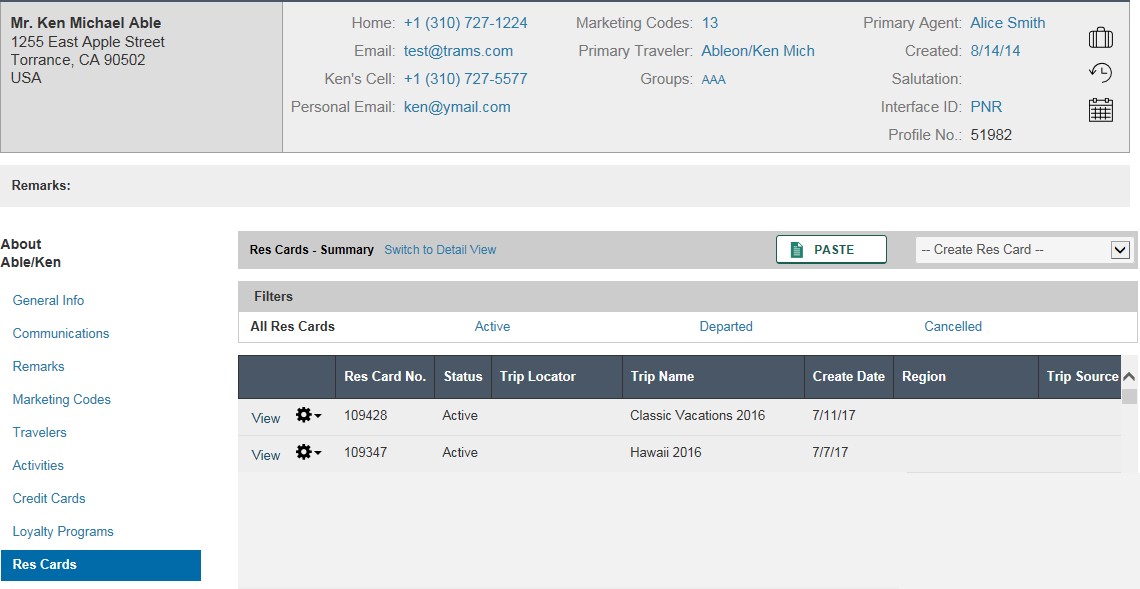 Mr. Ken Michael Able
1255 East Apple Street
Torrance, CA 90502
USA
Home: +1 (310) 727-1224
Email: test@trams.com
Ken's Cell: +1 (310) 727-5577
Personal Email: ken@ymail.com
Marketing Codes: 13
Primary Traveler: Ableon/Ken Mich
Groups: AAA
Primary Agent: Alice Smith
Created: 8/14/14
Salutation:
Interface ID: PNR
Profile No.: 51982
Remarks:
About
Able/Ken
General Info
Communications
Remarks
Marketing Codes
Travelers
Activities
Credit Cards
Loyalty Programs
Res Cards
Res Cards - Summary Switch to Detail View PASTE -- Create Res Card --
Filters
All Res Cards Active Departed Cancelled
Res Card No. Status Trip Locator Trip Name Create Date Region Trip Source
View 109428 Active Classic Vacations 2016 7/11/17
View 109347 Active Hawaii 2016 7/7/17